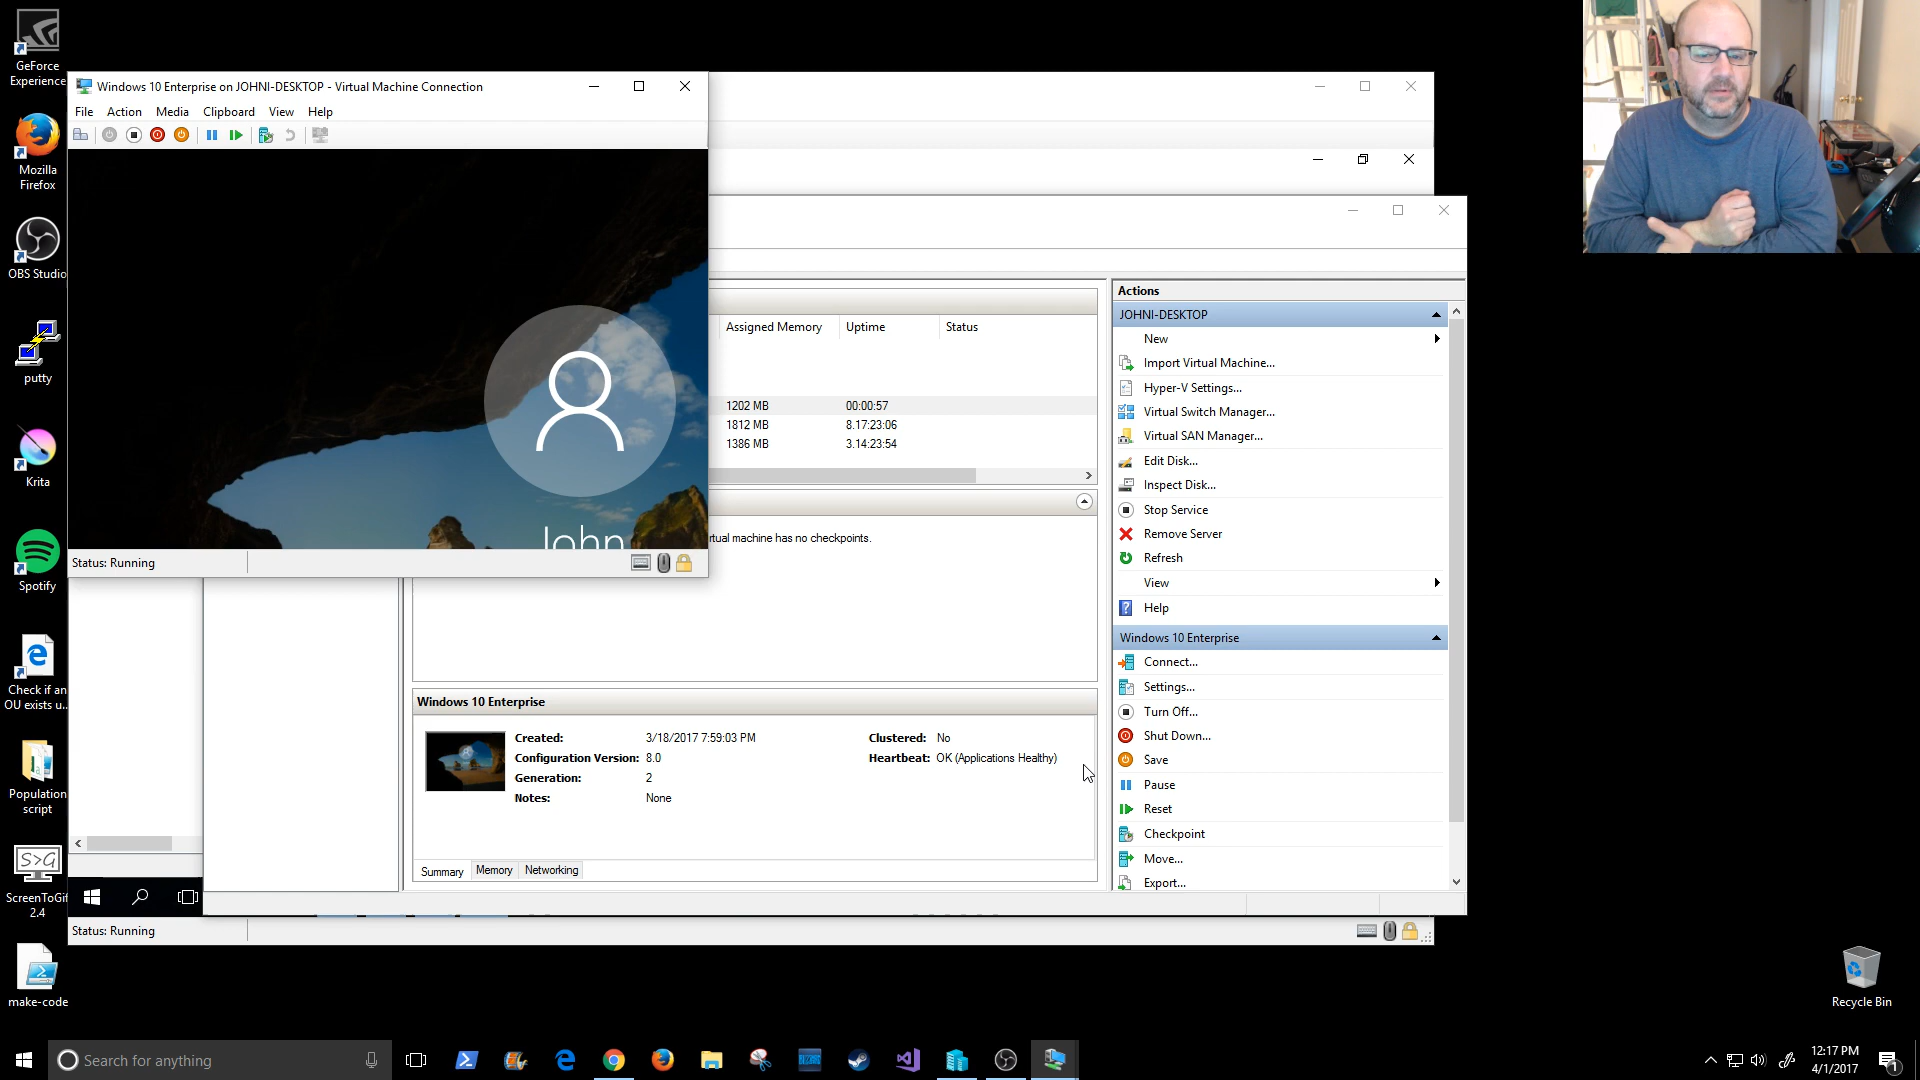 GeForce
Experience
Mozilla
Firefox
OBS Studio
putty
Krita
Spotify
Check if an
OU exists u...
Population
script
S>G
ScreenToGif
2.4
make-code
Windows 10 Enterprise on JOHNI-DESKTOP - Virtual Machine Connection
File Action Media Clipboard View Help
John
Status: Running
Assigned Memory Uptime Status
1202 MB 00:00:57
1812 MB 8.17:23:06
1386 MB 3.14:23:54
rtual machine has no checkpoints.
Windows 10 Enterprise
Created: 3/18/2017 7:59:03 PM Clustered: No
Configuration Version: 8.0 Heartbeat: OK (Applications Healthy)
Generation: 2
Notes: None
Summary Memory Networking
Actions
JOHNI-DESKTOP
New
Import Virtual Machine...
Hyper-V Settings...
Virtual Switch Manager...
Virtual SAN Manager...
Edit Disk...
Inspect Disk...
Stop Service
Remove Server
Refresh
View
Help
Windows 10 Enterprise
Connect...
Settings...
Turn Off...
Shut Down...
Save
Pause
Reset
Checkpoint
Move...
Export...
Status: Running
Recycle Bin
Search for anything
12:17 PM
4/1/2017
1